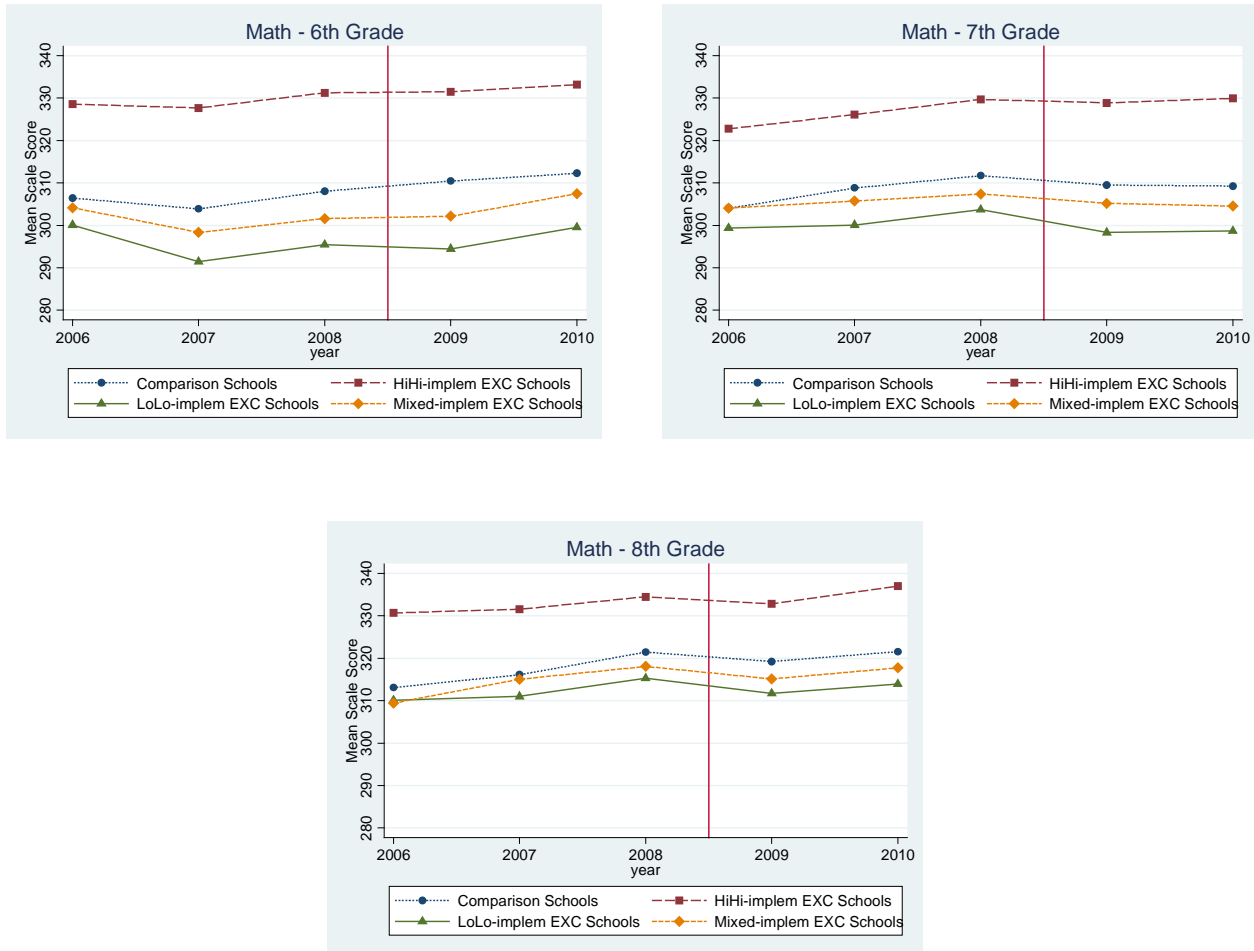 Math - 6th Grade
Mean Scale Score
340
330
320
310
300
290
280
2006 2007 2008 2009 2010
year
Comparison Schools HiHi-implem EXC Schools
LoLo-implem EXC Schools Mixed-implem EXC Schools
Math - 7th Grade
Mean Scale Score
340
330
320
310
300
290
280
2006 2007 2008 2009 2010
year
Comparison Schools HiHi-implem EXC Schools
LoLo-implem EXC Schools Mixed-implem EXC Schools
Math - 8th Grade
Mean Scale Score
340
330
320
310
300
290
280
2006 2007 2008 2009 2010
year
Comparison Schools HiHi-implem EXC Schools
LoLo-implem EXC Schools Mixed-implem EXC Schools